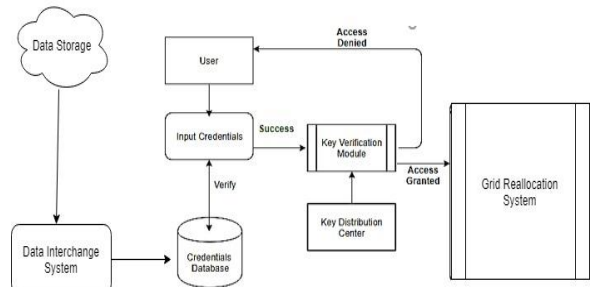 Data Storage
User
Access
Denied
Input Credentials
Success
Key Verification
Module
Access
Granted
Grid Reallocation
System
Verify
Key Distribution
Center
Data Interchange
System
Credentials
Database